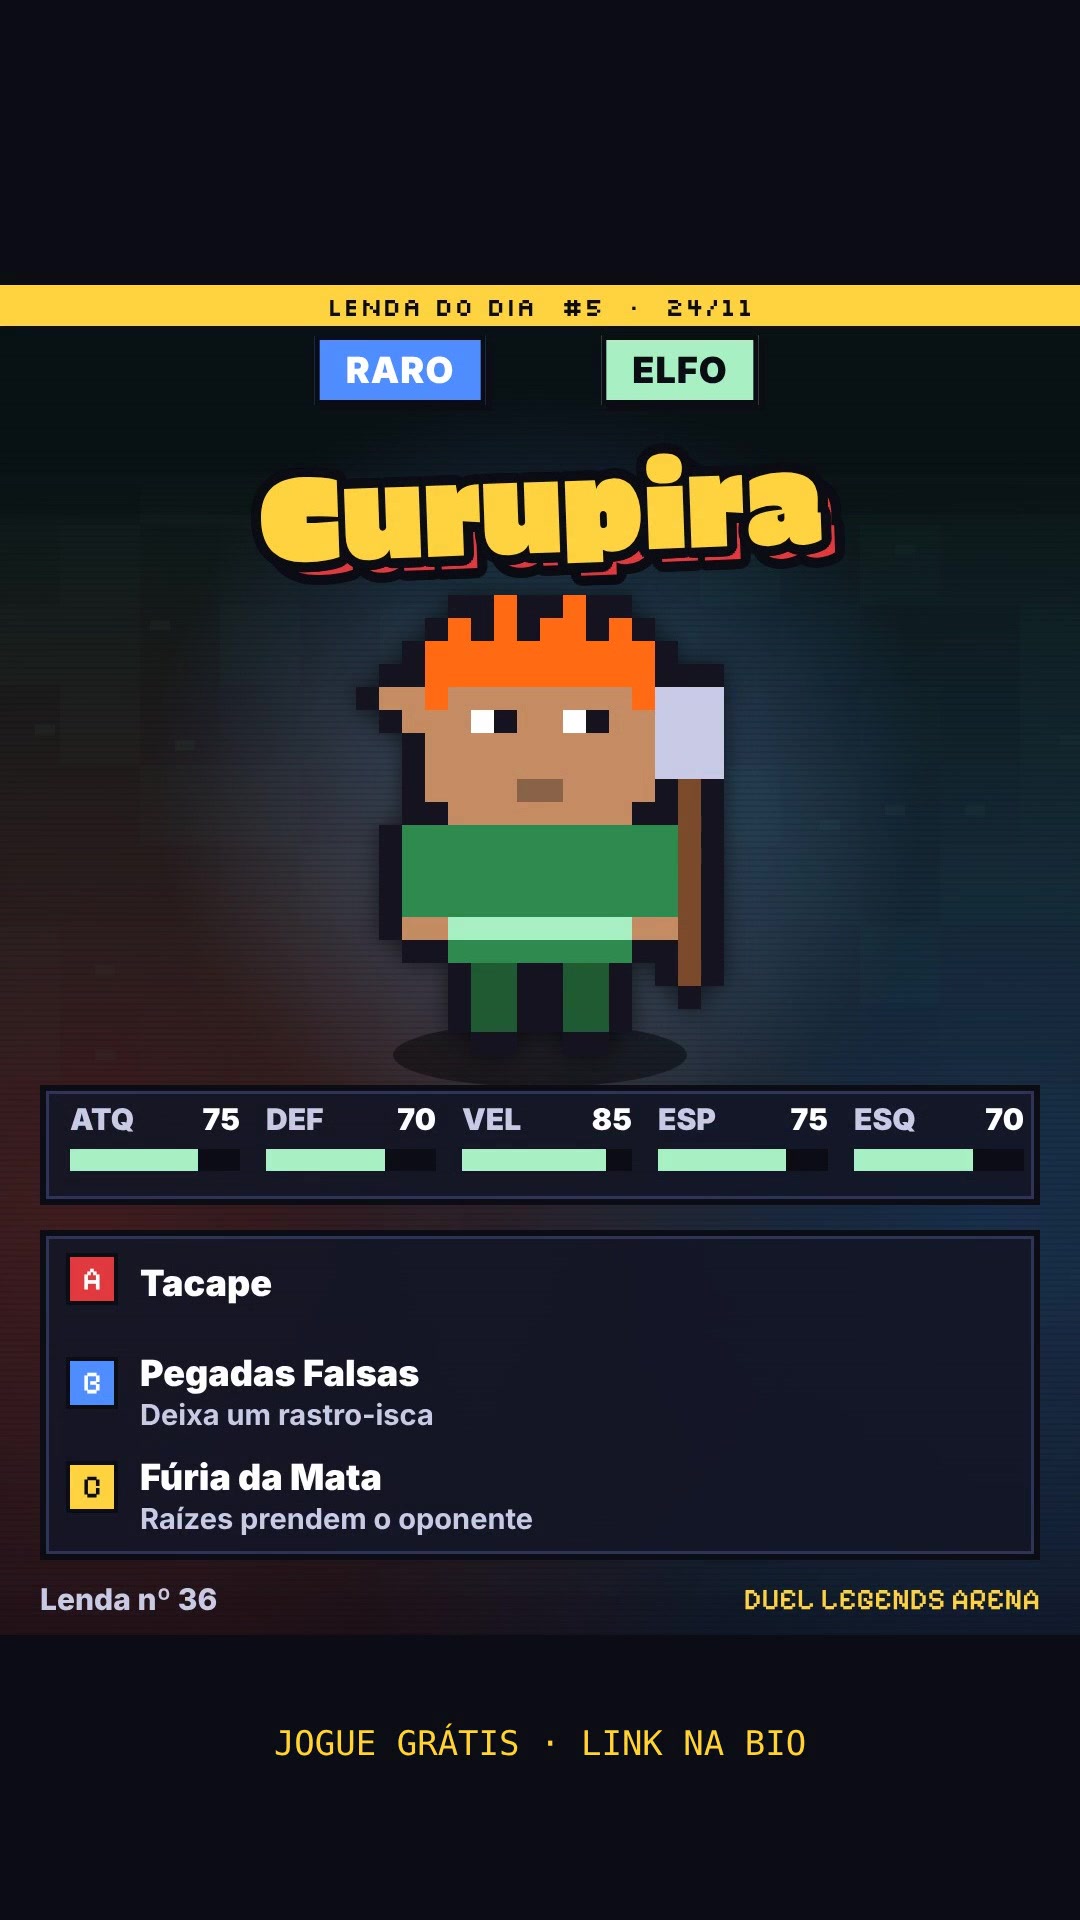 LENDA DO DIA #5 · 24/11
RARO
ELFO
Curupira
ATQ 75 DEF 70 VEL 85 ESP 75 ESQ 70
A Tacape
B Pegadas Falsas
Deixa um rastro-isca
C Fúria da Mata
Raízes prendem o oponente
Lenda nº 36
DUEL LEGENDS ARENA
JOGUE GRÁTIS · LINK NA BIO